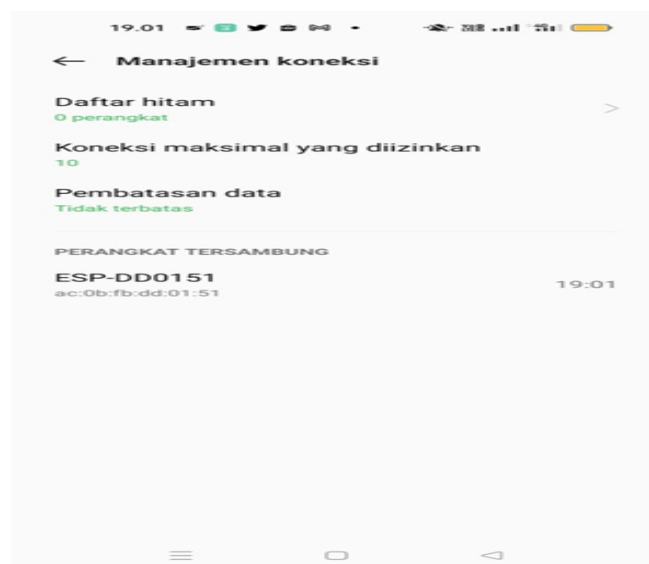 19.01
← Manajemen koneksi
Daftar hitam
0 perangkat
>
Koneksi maksimal yang diizinkan
10
Pembatasan data
Tidak terbatas
PERANGKAT TERSAMBUNG
ESP-DD0151
19:01
ac:0b:fb:dd:01:51